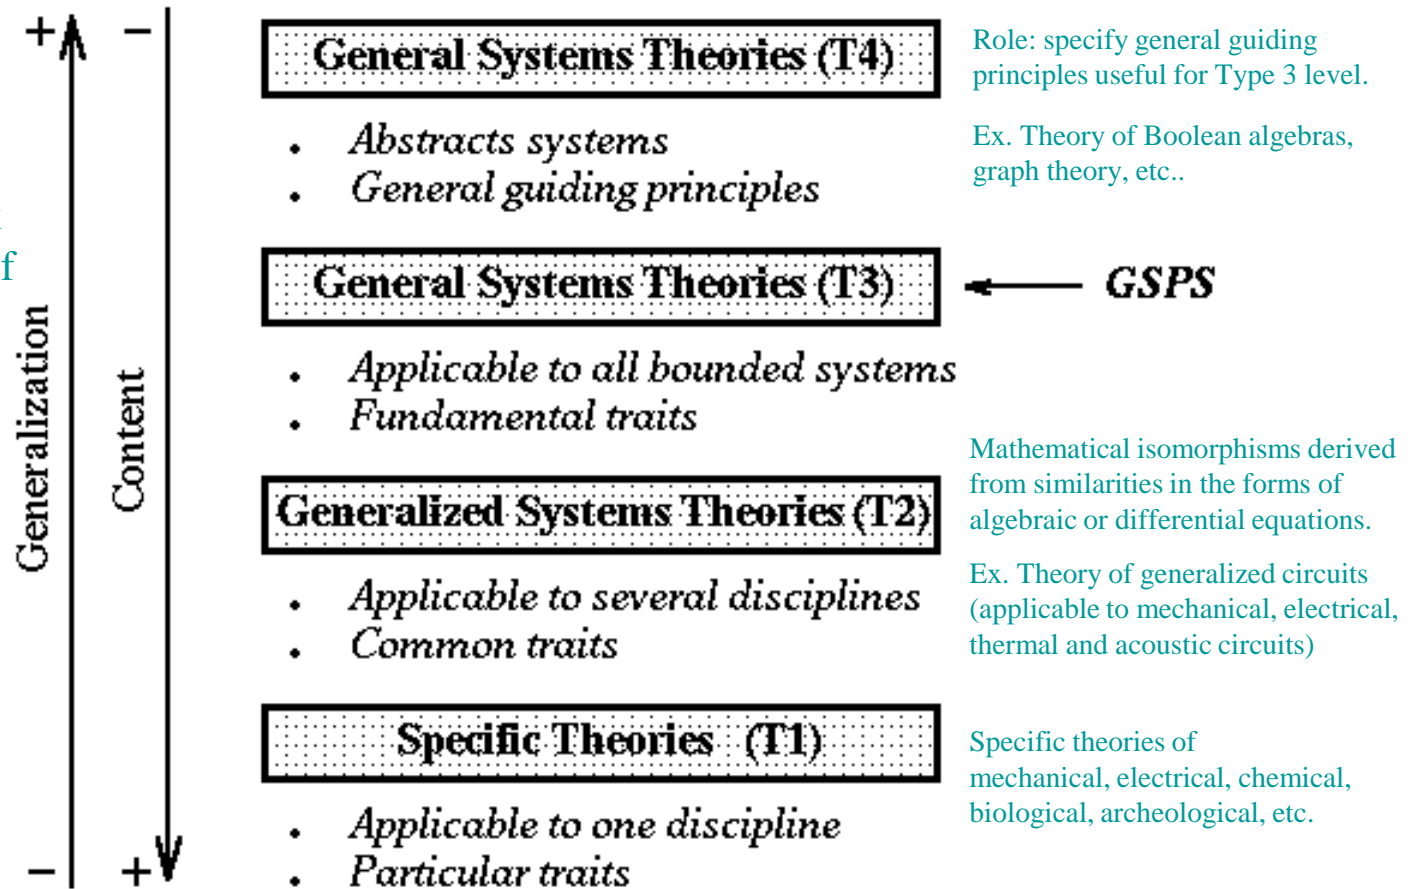 +
−
General Systems Theories (T4)
Role: specify general guiding
principles useful for Type 3 level.
• Abstracts systems
• General guiding principles
Ex. Theory of Boolean algebras,
graph theory, etc..
f
General Systems Theories (T3)
GSPS
• Applicable to all bounded systems
• Fundamental traits
Generalization
Content
Mathematical isomorphisms derived
from similarities in the forms of
algebraic or differential equations.
Generalized Systems Theories (T2)
• Applicable to several disciplines
• Common traits
Ex. Theory of generalized circuits
(applicable to mechanical, electrical,
thermal and acoustic circuits)
Specific Theories (T1)
Specific theories of
mechanical, electrical, chemical,
biological, archeological, etc.
• Applicable to one discipline
• Particular traits
−
+